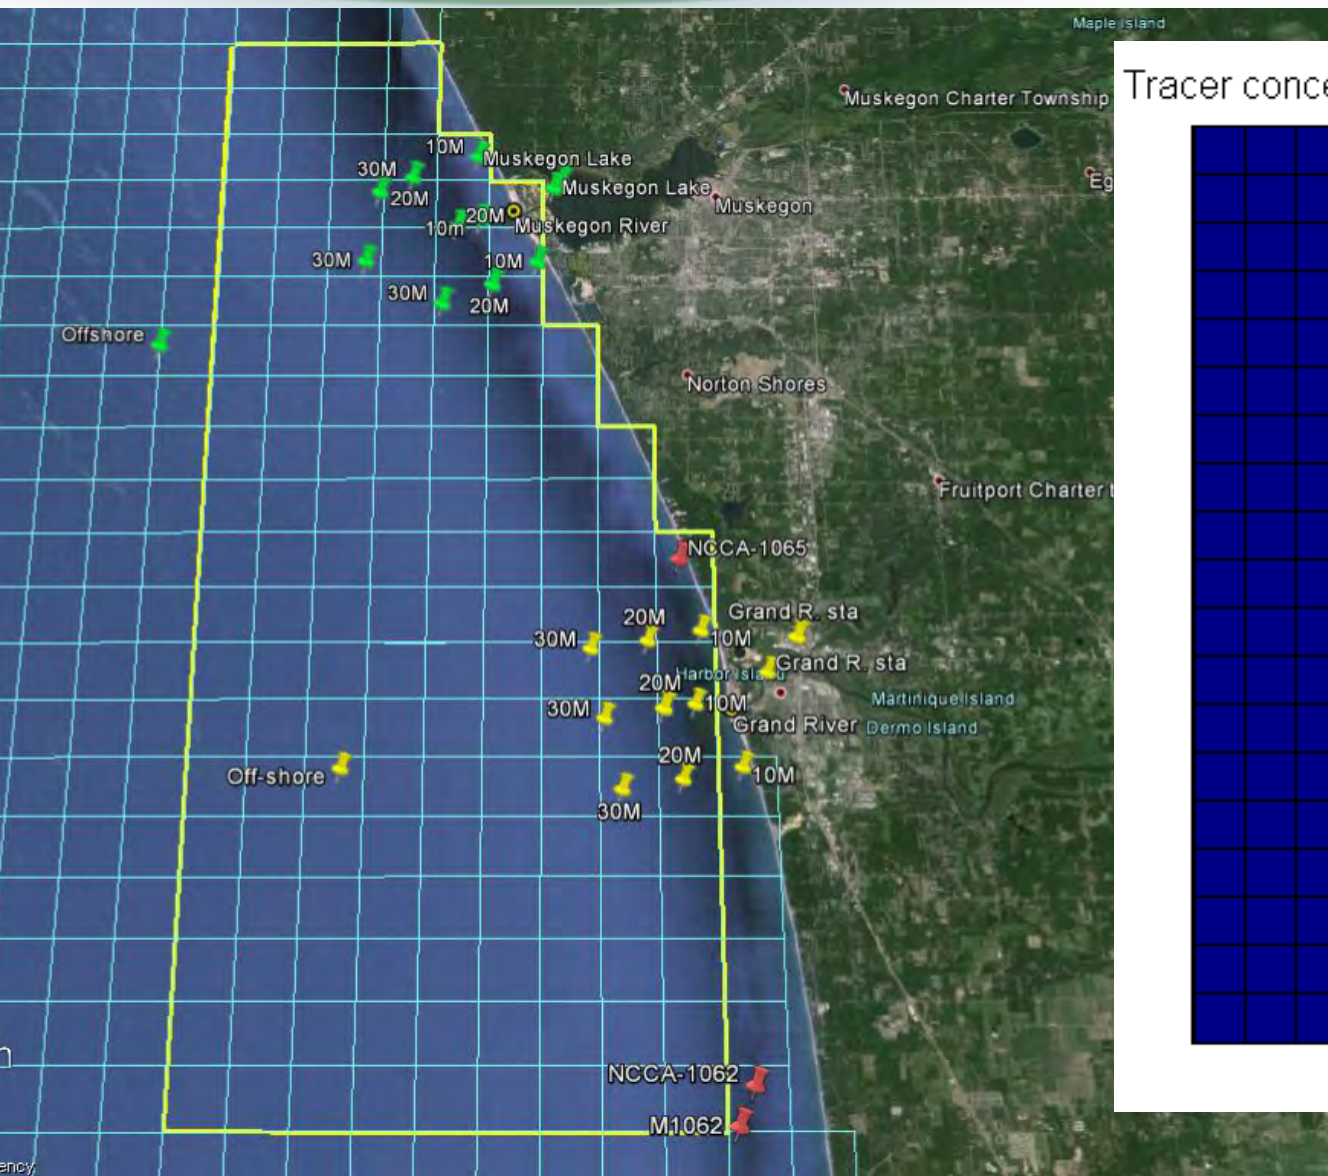 Maple Island
Muskegon Charter Township
Tracer conce
10M
Muskegon Lake
30M
20M
Muskegon Lake
Eg
Muskegon
10m
20M
Muskegon River
30M
10M
30M
20M
Offshore
Norton Shores
Fruitport Charter t
NCCA-1065
20M
Grand R. sta
30M
10M
Grand R. sta
Harbor Island
20M
10M
30M
Martinique Island
Grand River
Dermo Island
20M
Off-shore
10M
30M
n
NCCA-1062
M1062
ency